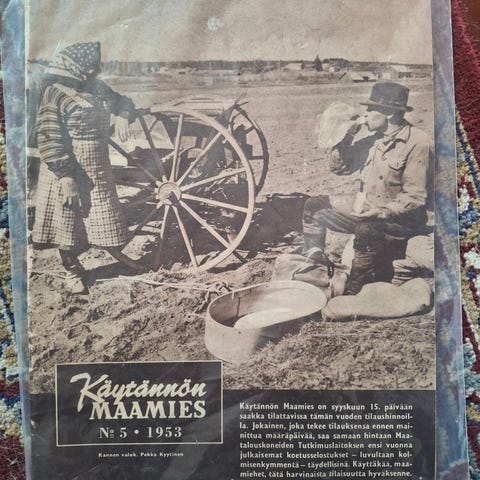 Käytännön
MAAMIES
No 5 • 1953
Kannen valok. Pekka Kyytinen
Käytännön Maamies on syyskuun 15. päivään
saakka tilattavissa tämän vuoden tilaushinnoil-
la. Jokainen, joka tekee tilauksensa ennen mai-
nittua määräpäivää, saa samaan hintaan Maa-
talouskoneiden Tutkimuslaitoksen ensi vuonna
julkaisemat koetusselostukset – luvultaan kol-
misenkymmentä – täydellisinä. Käyttäkää, maa-
miehet, tätä harvinaista tilaisuutta hyväksenne.